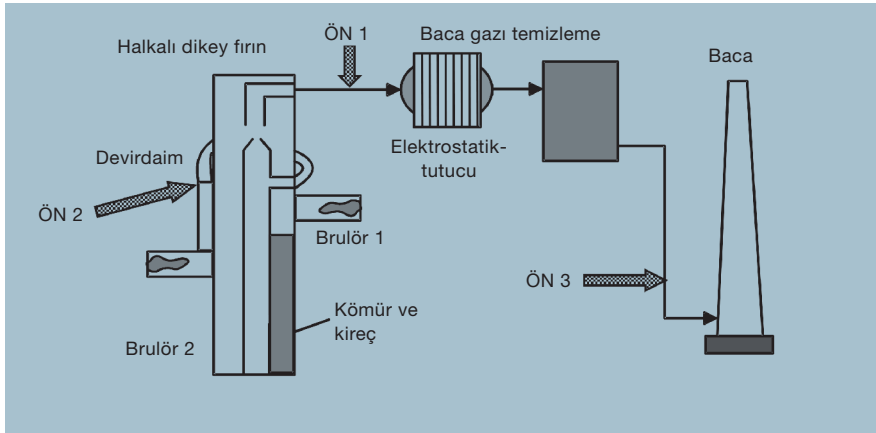 ÖN 1
Halkalı dikey fırın
Baca gazı temizleme
Baca
Elektrostatik-
tutucu
Devirdaim
ÖN 2
Brulör 1
ÖN 3
Kömür ve
kireç
Brulör 2